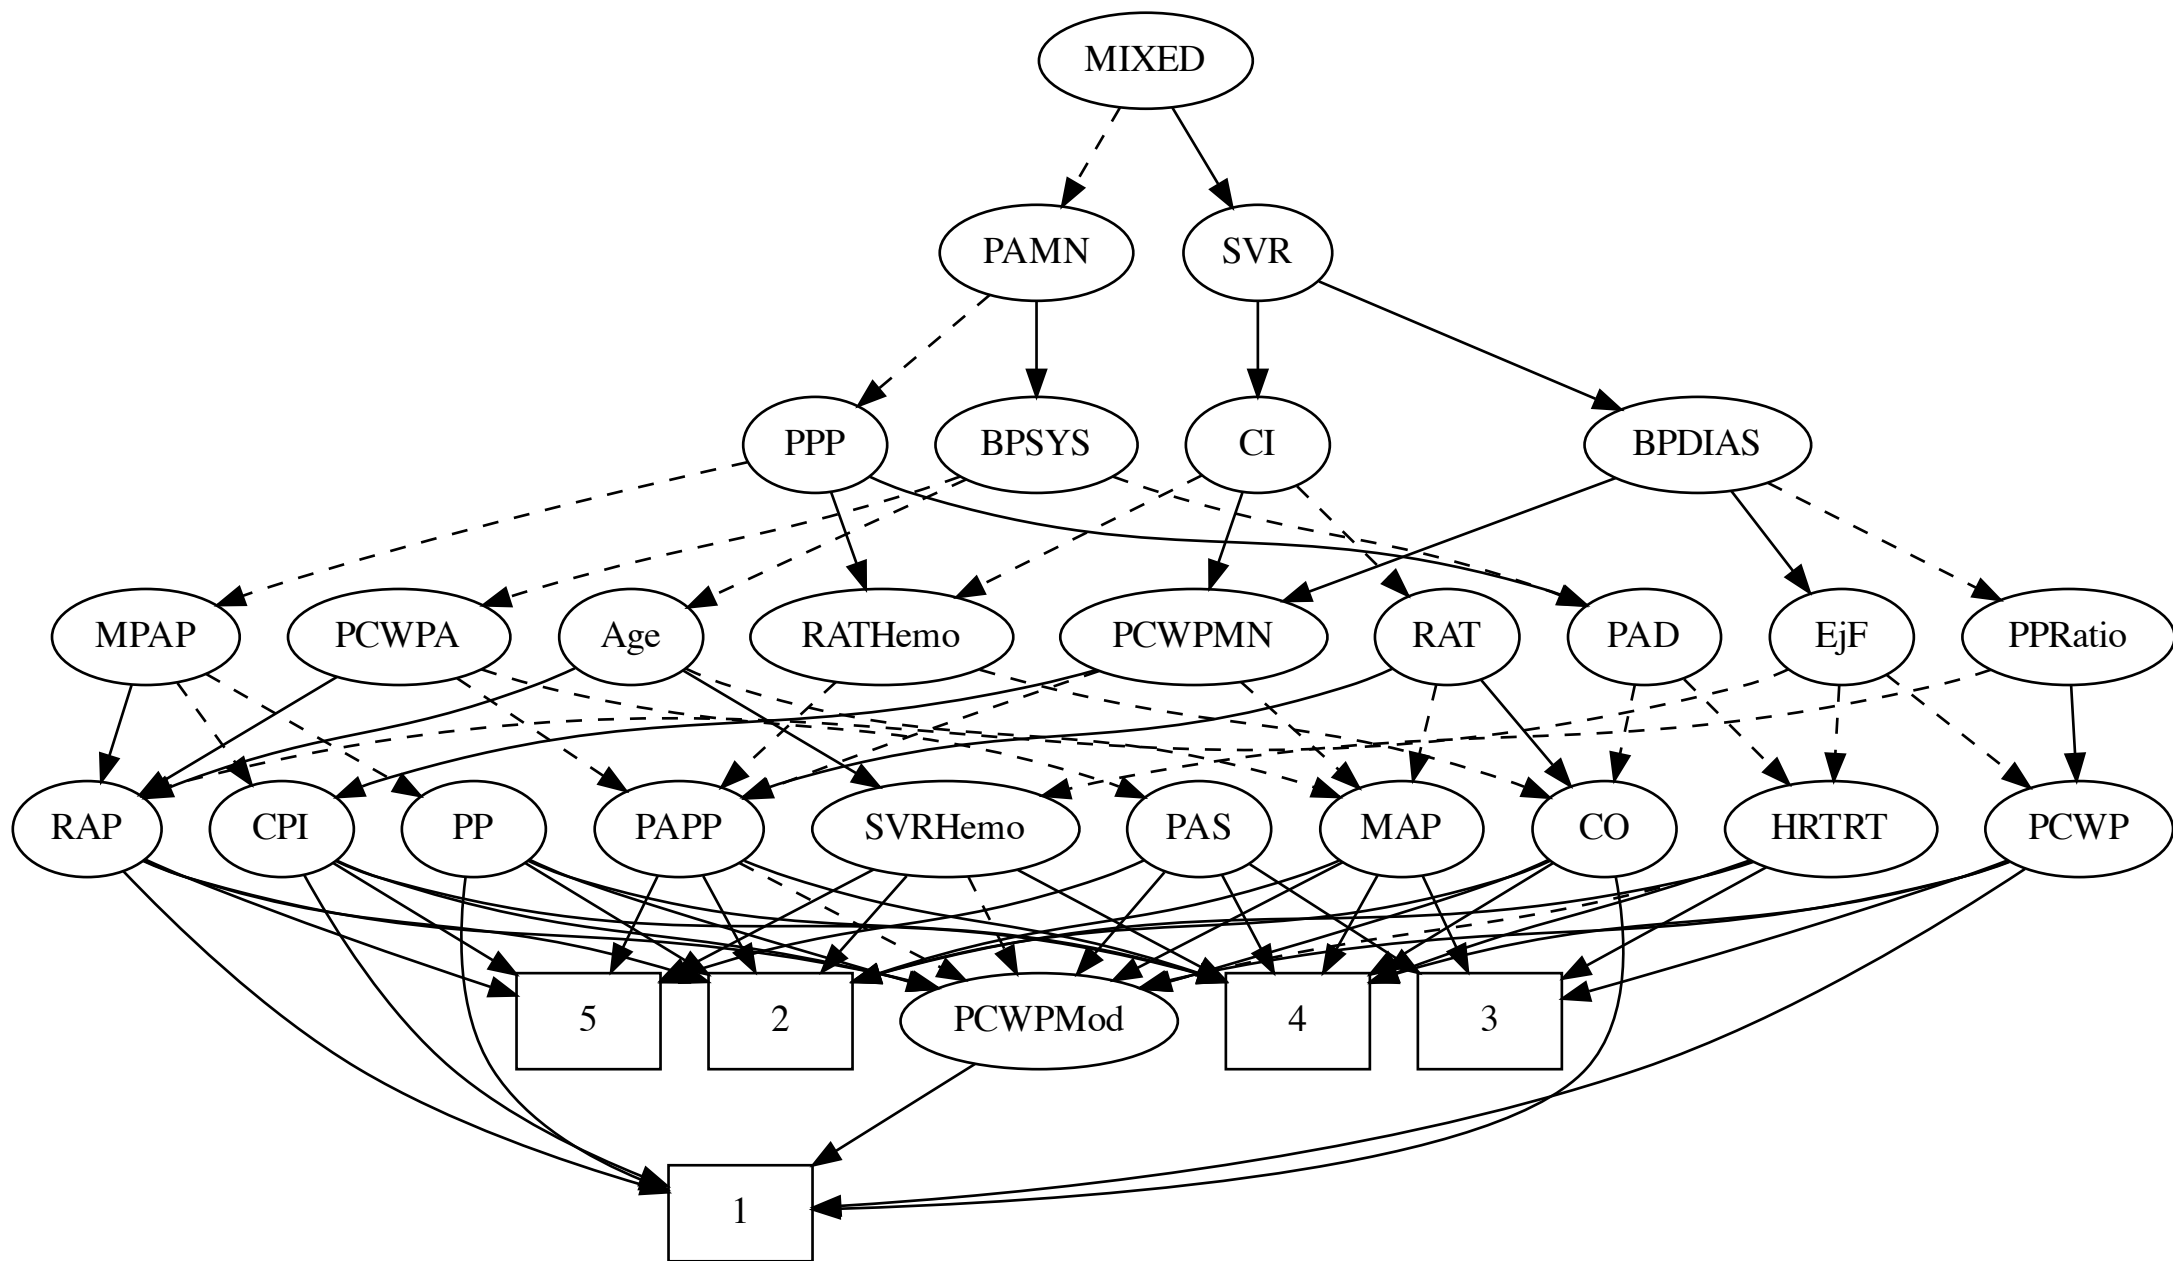 MIXED
PAMN
SVR
PPP
BPSYS
CI
BPDIAS
MPAP
PCWPA
Age
RATHemo
PCWPMN
RAT
PAD
EjF
PPRatio
RAP
CPI
PP
PAPP
SVRHemo
PAS
MAP
CO
HRTRT
PCWP
5
2
PCWPMod
4
3
1